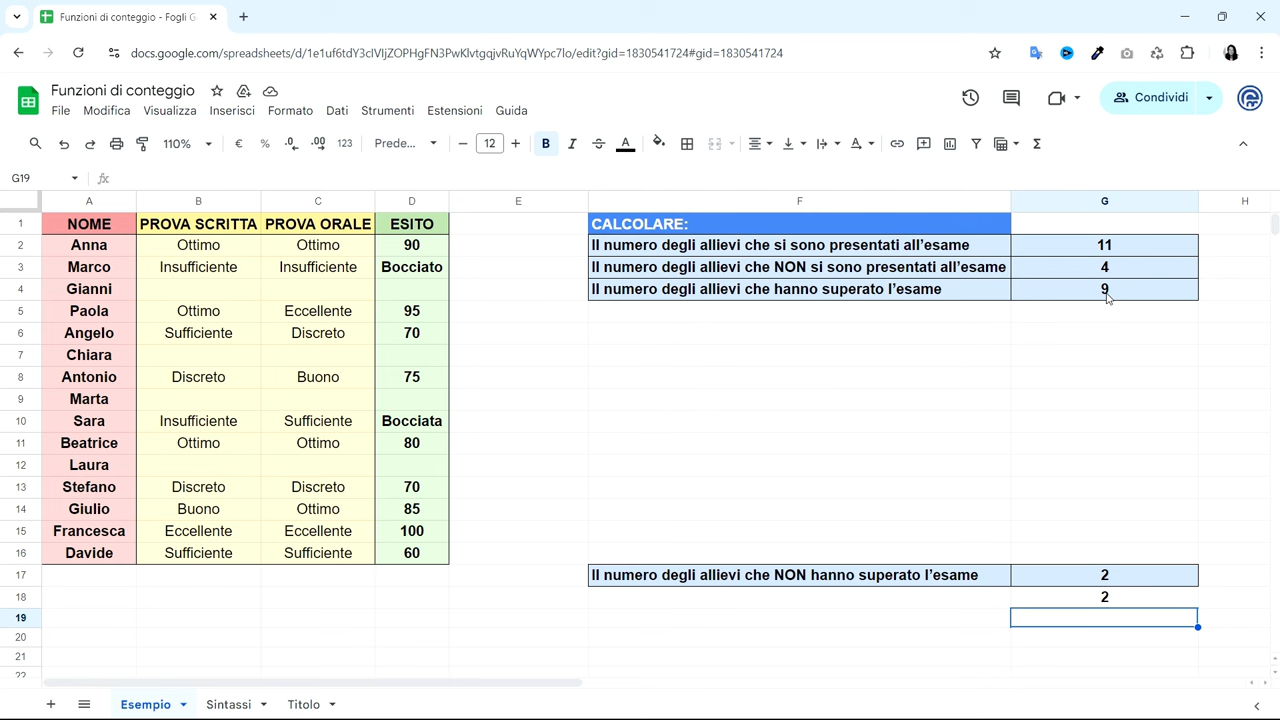 Funzioni di conteggio - Fogli G
docs.google.com/spreadsheets/d/1e1uf6tdY3cIVIjZOPHgFN3PwKlvtgqjvRuYqWYpc7lo/edit?gid=1830541724#gid=1830541724
Funzioni di conteggio
File Modifica Visualizza Inserisci Formato Dati Strumenti Estensioni Guida
Condividi
110% € % .0 .00 123 Prede... 12 B I S A
G19 fx
A B C D E F G H
1 NOME PROVA SCRITTA PROVA ORALE ESITO CALCOLARE:
2 Anna Ottimo Ottimo 90 Il numero degli allievi che si sono presentati all'esame 11
3 Marco Insufficiente Insufficiente Bocciato Il numero degli allievi che NON si sono presentati all'esame 4
4 Gianni Il numero degli allievi che hanno superato l'esame 9
5 Paola Ottimo Eccellente 95
6 Angelo Sufficiente Discreto 70
7 Chiara
8 Antonio Discreto Buono 75
9 Marta
10 Sara Insufficiente Sufficiente Bocciata
11 Beatrice Ottimo Ottimo 80
12 Laura
13 Stefano Discreto Discreto 70
14 Giulio Buono Ottimo 85
15 Francesca Eccellente Eccellente 100
16 Davide Sufficiente Sufficiente 60
17 Il numero degli allievi che NON hanno superato l'esame 2
18 2
19
20
21
22
Esempio Sintassi Titolo